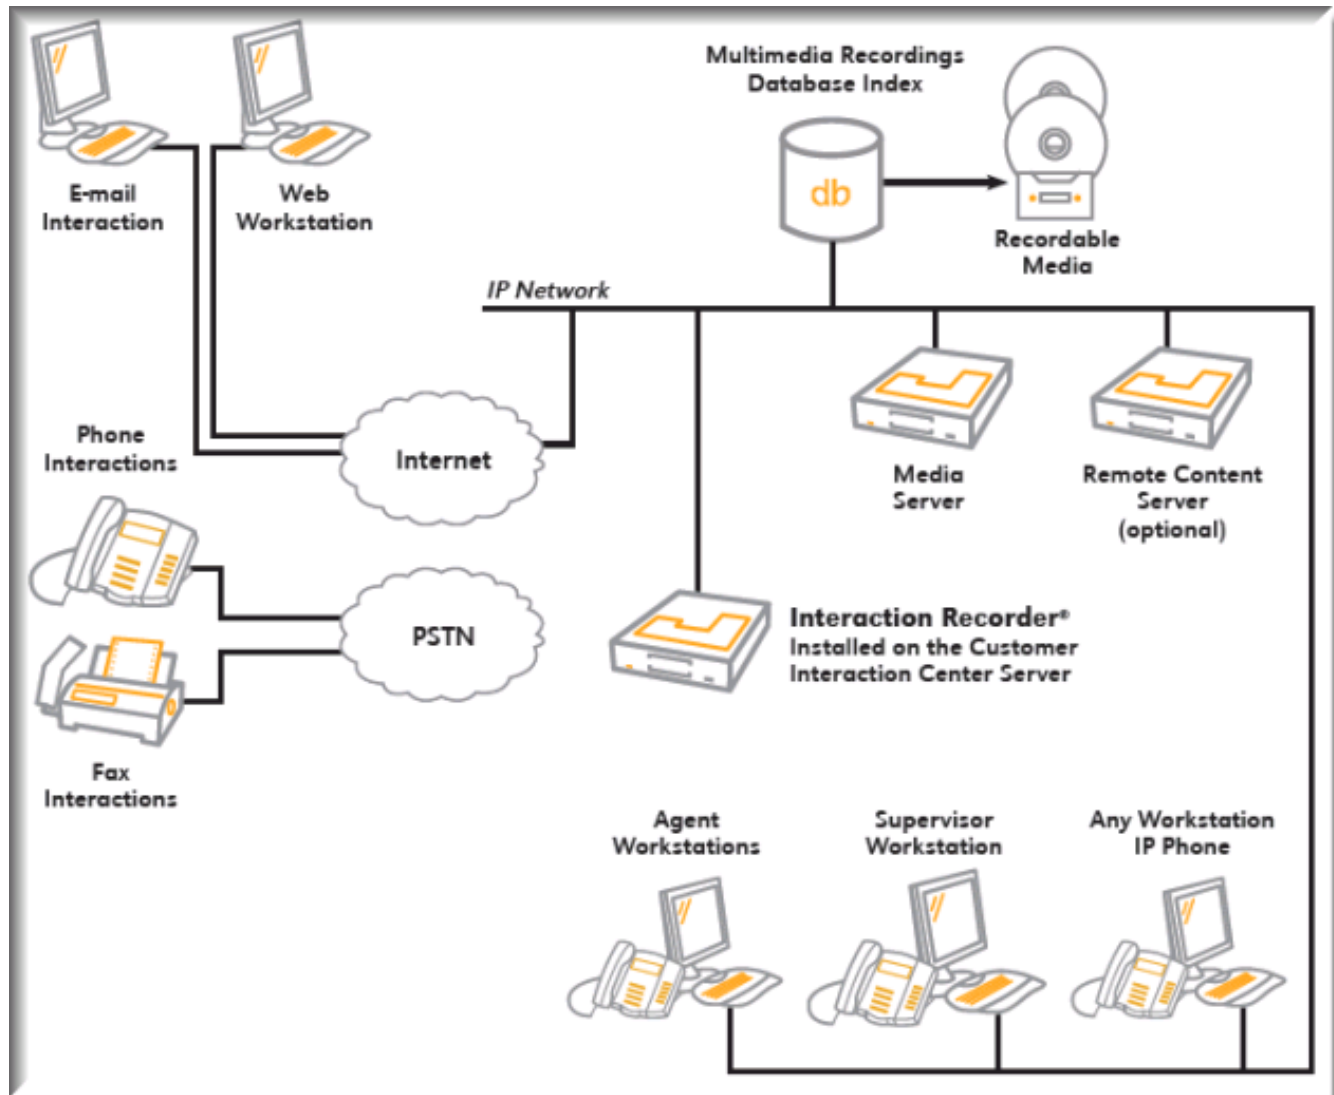 E-mail
Interaction
Web
Workstation
Multimedia Recordings
Database Index
db
Recordable
Media
IP Network
Phone
Interactions
Internet
Media
Server
Remote Content
Server
(optional)
PSTN
Interaction Recorder®
Installed on the Customer
Interaction Center Server
Fax
Interactions
Agent
Workstations
Supervisor
Workstation
Any Workstation
IP Phone